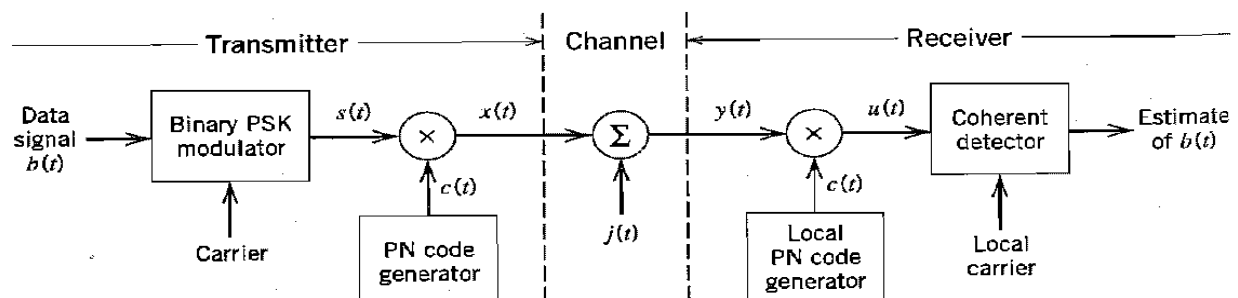 Transmitter
Channel
Receiver
Data
signal
b(t)
Binary PSK
modulator
s(t)
×
x(t)
Σ
y(t)
×
u(t)
Coherent
detector
Estimate
of b(t)
Carrier
c(t)
PN code
generator
j(t)
c(t)
Local
PN code
generator
Local
carrier